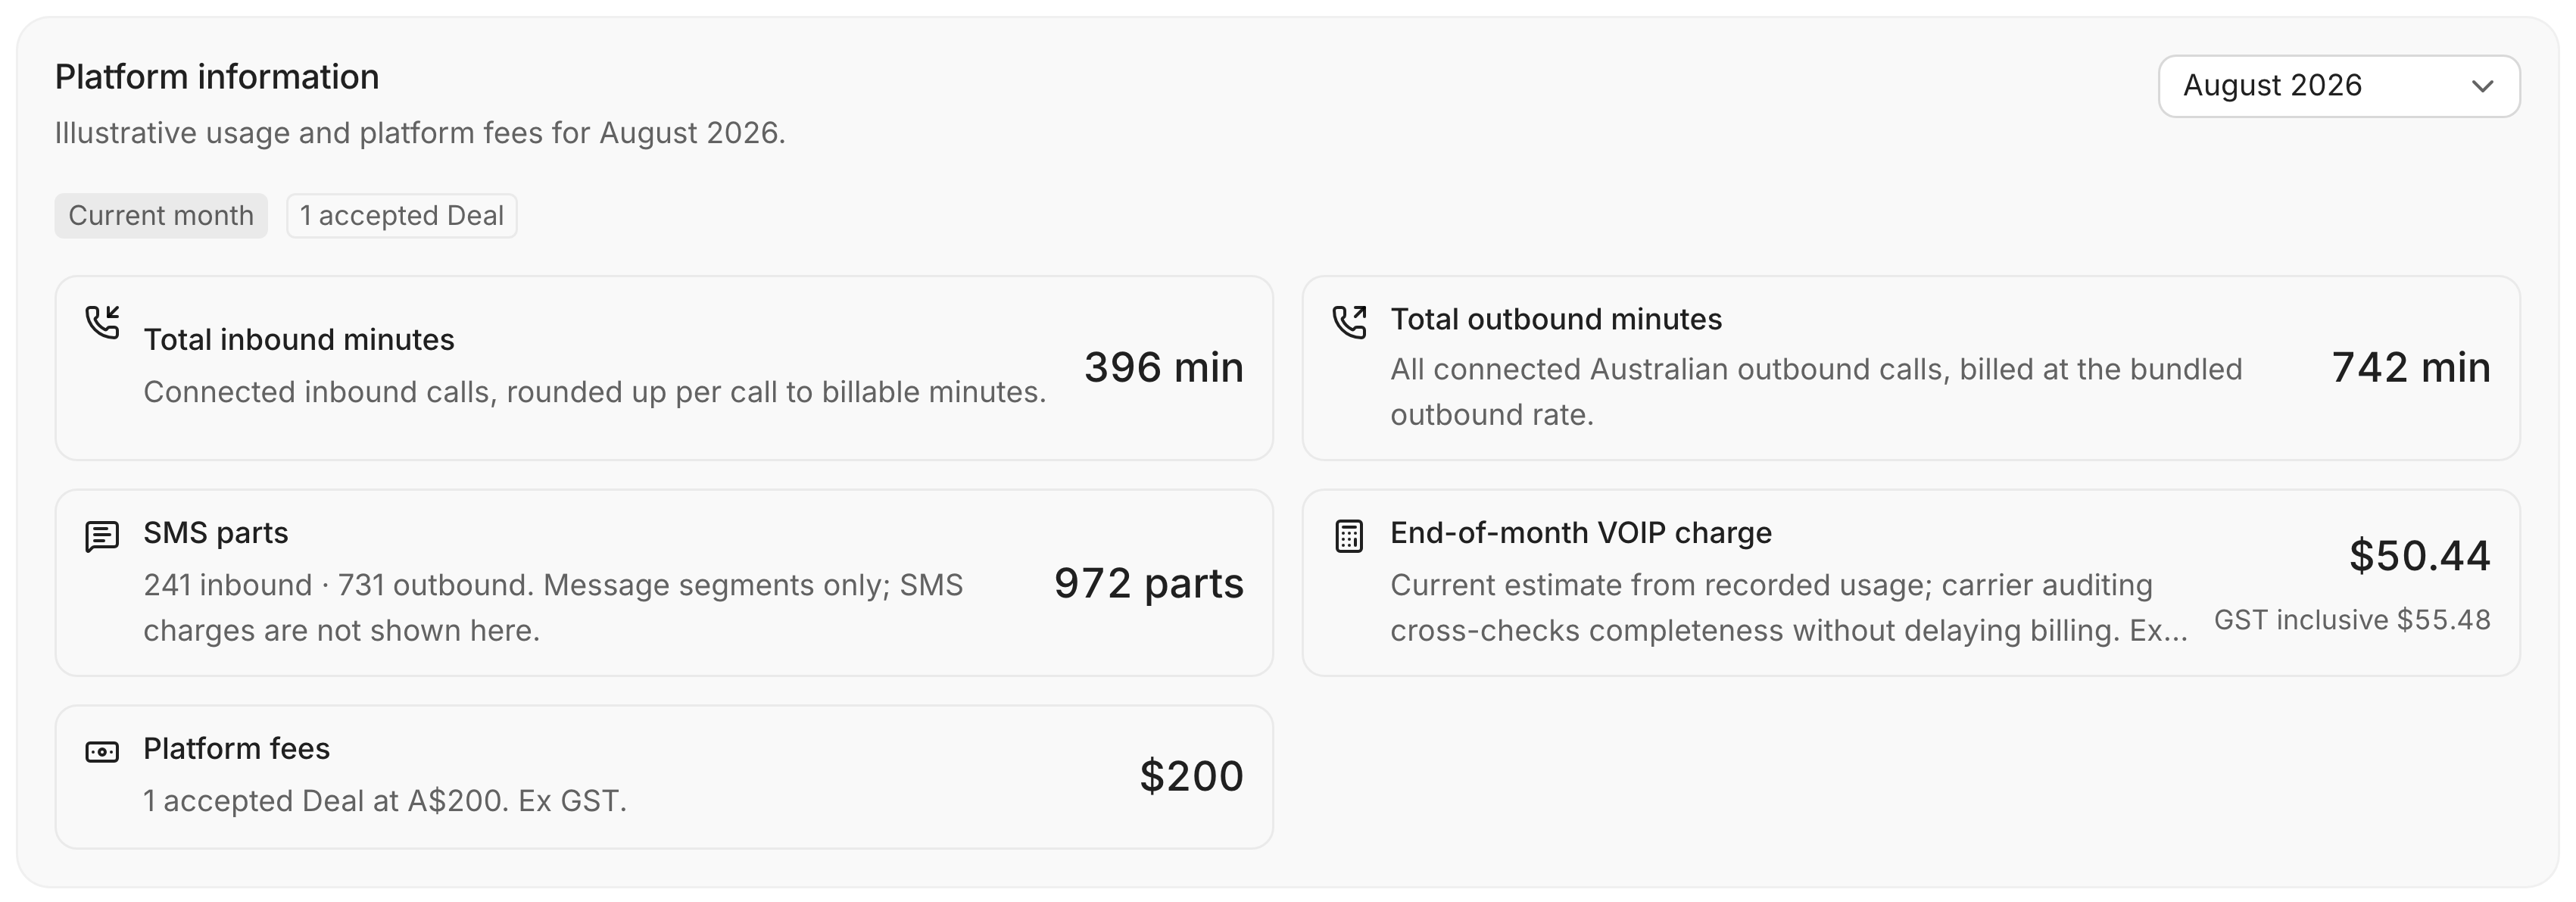 Platform information
August 2026
Illustrative usage and platform fees for August 2026.
Current month
1 accepted Deal
Total inbound minutes
Connected inbound calls, rounded up per call to billable minutes.
396 min
Total outbound minutes
All connected Australian outbound calls, billed at the bundled
outbound rate.
742 min
SMS parts
241 inbound · 731 outbound. Message segments only; SMS
charges are not shown here.
972 parts
End-of-month VOIP charge
Current estimate from recorded usage; carrier auditing
cross-checks completeness without delaying billing. Ex...
$50.44
GST inclusive $55.48
Platform fees
1 accepted Deal at A$200. Ex GST.
$200